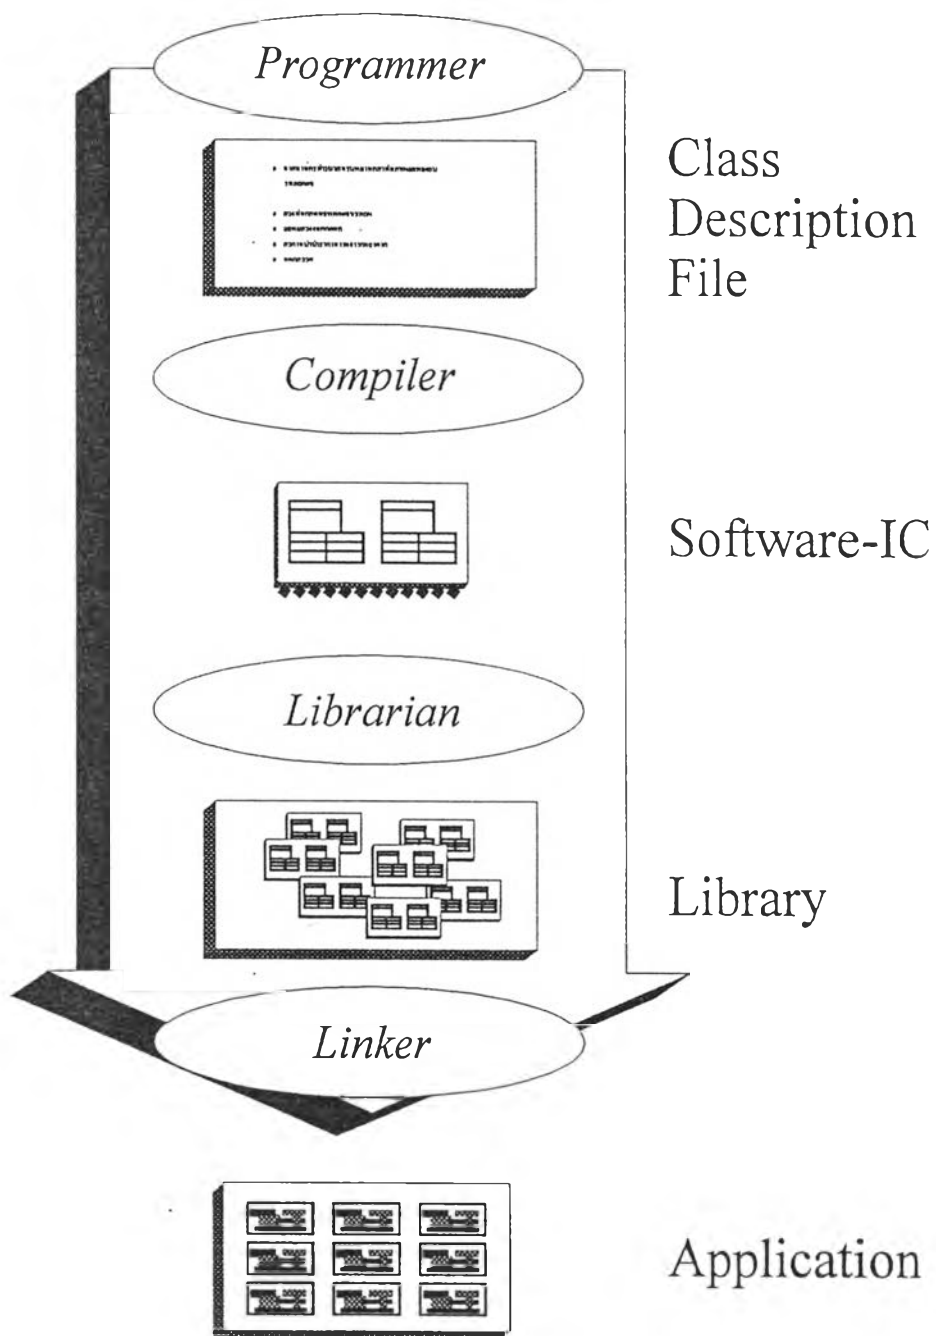 Programmer
Class
Description
File
Compiler
Software-IC
Librarian
Library
Linker
Application